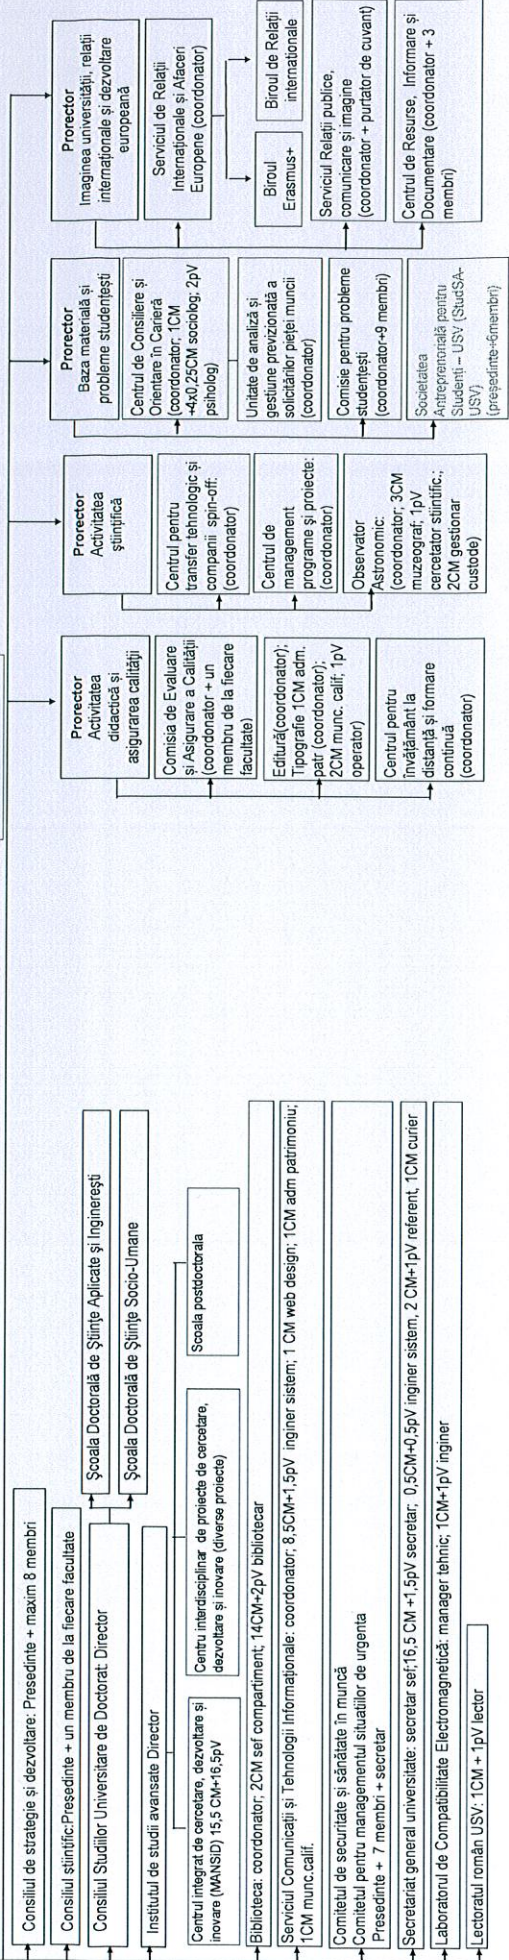 Consiliul de strategie și dezvoltare: Presedinte + maxim 8 membri
Consiliul stiintific:Presedinte + un membru de la fiecare facultate
Consiliul Studiilor Universitare de Doctorat: Director
Școala Doctorală de Științe Aplicate și Inginerești
Școala Doctorală de Științe Socio-Umane
Institutul de studii avansate Director
Centrul integrat de cercetare, dezvoltare și
inovare (MANSiD) 15,5 CM+16,5pV
Centru interdisciplinar de proiecte de cercetare,
dezvoltare și inovare (diverse proiecte)
Scoala postdoctorala
Biblioteca: coordonator; 2CM sef compartiment; 14CM+2pV bibliotecar
Serviciul Comunicații și Tehnologii Informaționale: coordonator; 8,5CM+1,5pV inginer sistem; 1 CM web design; 1CM adm patrimoniu;
1CM munc.calif.
Comitetul de securitate și sănătate în muncă
Comitetul pentru managementul situatiilor de urgenta
Presedinte + 7 membri + secretar
Secretariat general universitate: secretar sef;16,5 CM +1,5pV secretar; 0,5CM+0,5pV inginer sistem, 2 CM+1pV referent, 1CM curier
Laboratorul de Compatibilitate Electromagnetică: manager tehnic; 1CM+1pV inginer
Lectoratul român USV: 1CM + 1pV lector
Prorector
Activitatea
didactică și
asigurarea calității
Comisia de Evaluare
și Asigurare a Calității
(coordonator + un
membru de la fiecare
facultate)
Editură(coordonator);
Tipografie 1CM adm.
patr (coordonator);
2CM munc. calif; 1pV
operator)
Centrul pentru
învățământ la
distanță și formare
continuă
(coordonator)
Prorector
Activitatea
științifică
Centrul pentru
transfer tehnologic și
companii spin-off:
(coordonator)
Centrul de
management
programe și proiecte:
(coordonator)
Observator
Astronomic:
(coordonator; 3CM
muzeograf; 1pV
cercetator stiintific.;
2CM gestionar
custode)
Prorector
Baza materială și
probleme studențești
Centrul de Consiliere și
Orientare în Carieră
(coordonator; 1CM
+4x0,25CM sociolog; 2pV
psiholog)
Unitate de analiză și
gestiune previzionată a
solicitărilor pieței muncii
(coordonator)
Comisie pentru probleme
studențești
(coordonator+9 membri)
Societatea
Antreprenorială pentru
Studenți – USV (StudSA-
USV)
(președinte+6membri)
Prorector
Imaginea universității, relații
internaționale și dezvoltare
europeană
Serviciul de Relații
Internaționale și Afaceri
Europene (coordonator)
Biroul
Erasmus+
Biroul de Relații
internationale
Serviciul Relații publice,
comunicare și imagine
(coordonator + purtator de cuvant)
Centrul de Resurse, Informare și
Documentare (coordonator + 3
membri)